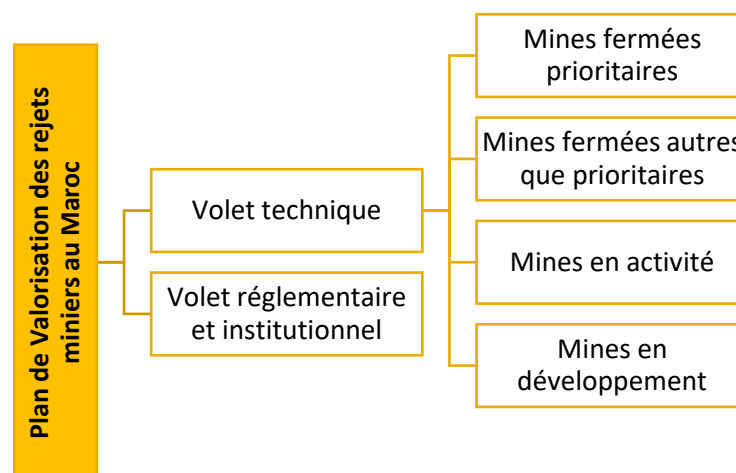 Plan de Valorisation des rejets
miniers au Maroc
Volet technique
Volet réglementaire
et institutionnel
Mines fermées
prioritaires
Mines fermées autres
que prioritaires
Mines en activité
Mines en
développement